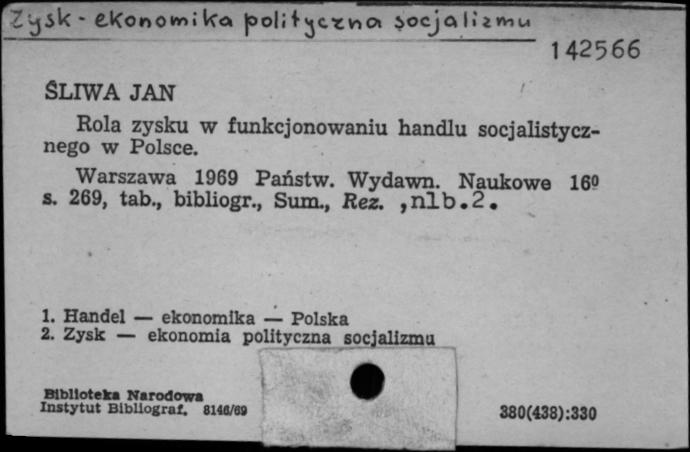 Zysk - ekonomika polityczna socjalizmu
142566
ŚLIWA JAN
Rola zysku w funkcjonowaniu handlu socjalistycz-
nego w Polsce.
Warszawa 1969 Państw. Wydawn. Naukowe 16º
s. 269, tab., bibliogr., Sum., Rez. ,nlb.2.
1. Handel — ekonomika — Polska
2. Zysk — ekonomia polityczna socjalizmu
Biblioteka Narodowa
Instytut Bibliograf. 8146/69
380(438):330